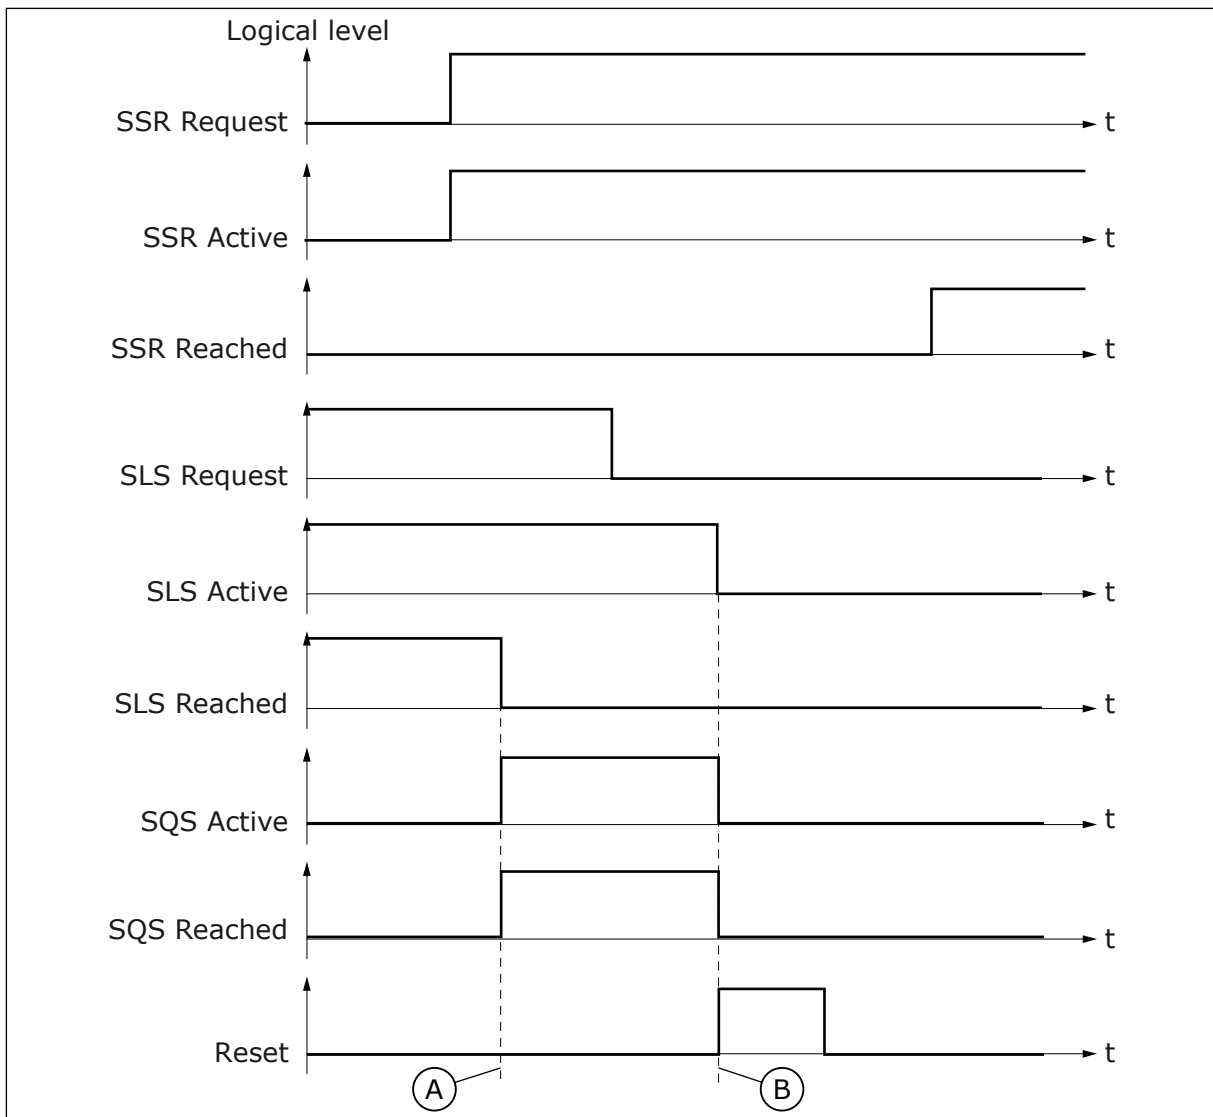 Logical level
SSR Request
t
SSR Active
t
SSR Reached
t
SLS Request
t
SLS Active
t
SLS Reached
t
SQS Active
t
SQS Reached
t
Reset
t
A
B